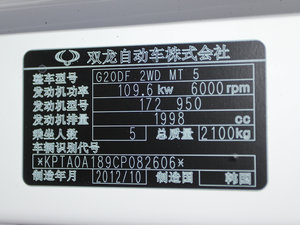 双龙自动车株式会社
整车型号 G20DF 2WD MT 5
发动机功率 109.6 kw 6000 rpm
发动机型号 172 950
发动机排量 1998 cc
乘坐人数 5 总质量 2100kg
车辆识别代号
*KPTA0A189CP082606*
制造年月 2012/10 制造国 韩国